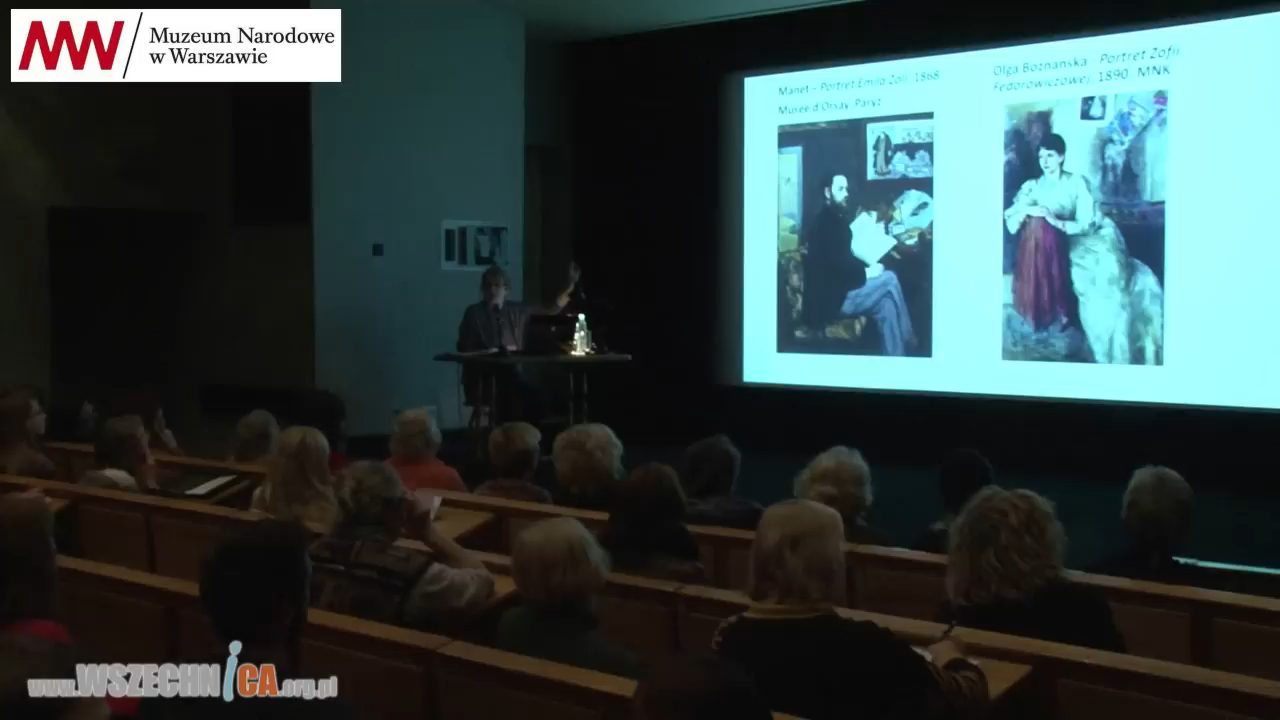 MW
Muzeum Narodowe
w Warszawie
Manet – Portret Emila Zoli, 1868
Musee d'Orsay, Paryż
Olga Boznańska - Portret Zofii
Fedorowiczowej, 1890. MNK
www.WSZECHNICA.org.pl